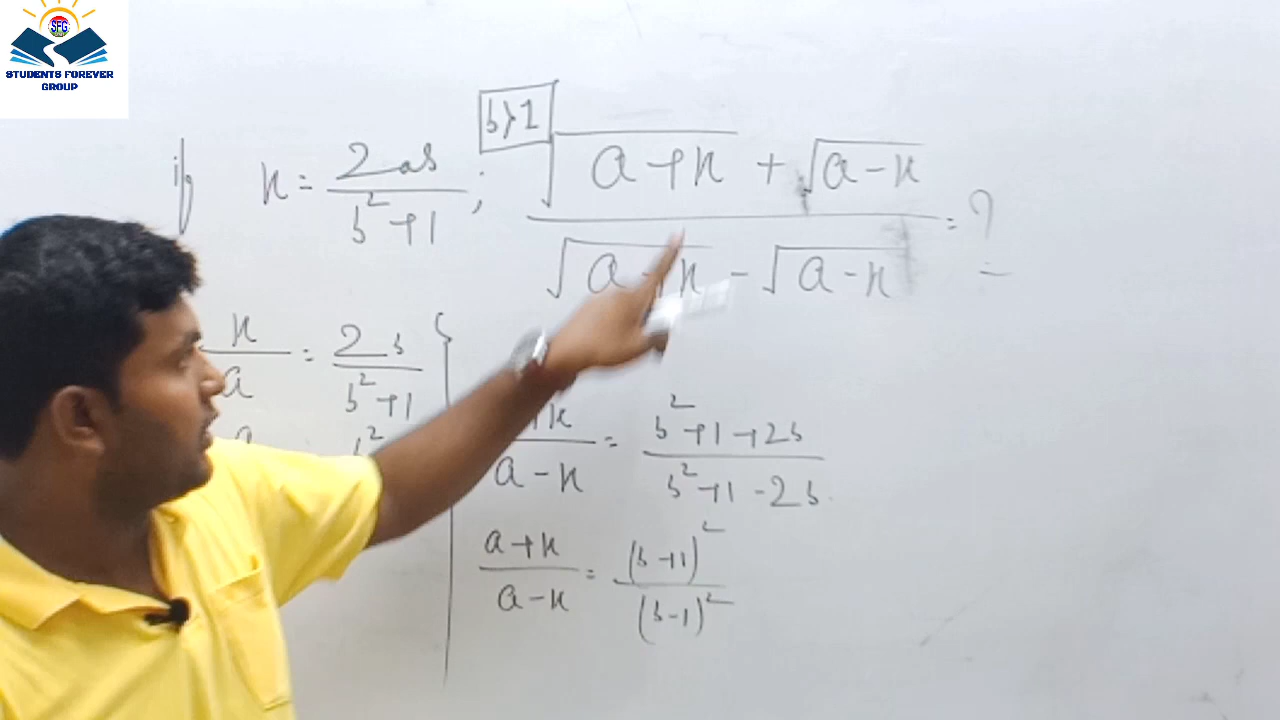 SFG
STUDENTS FOREVER
GROUP
b>1
if x = 2ab / b²+1 ; √a+x + √a-x / √a+x - √a-x = ?
x / a = 2b / b²+1
a-x = b²+1+2b / b²+1-2b
a+x / a-x = (b+1)² / (b-1)²